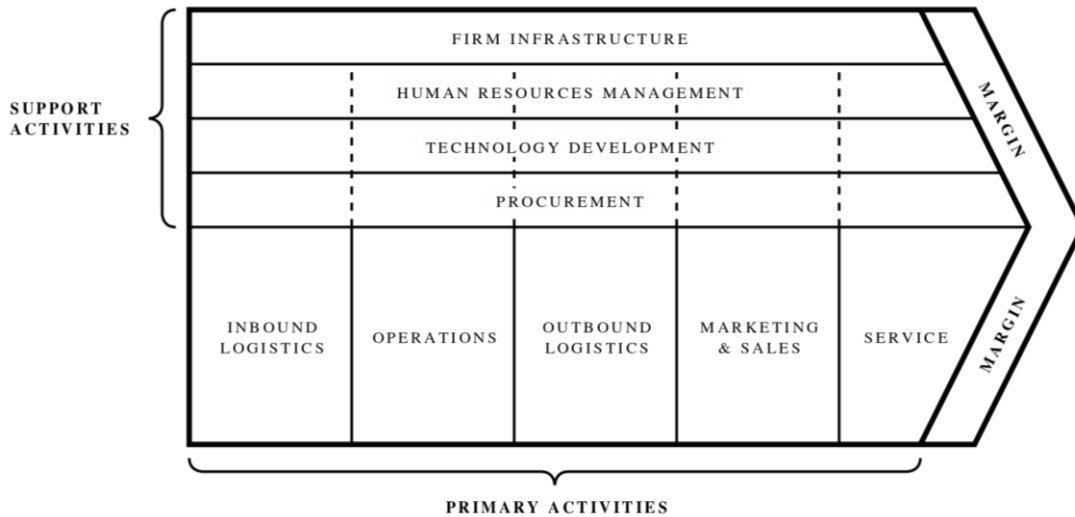 FIRM INFRASTRUCTURE
HUMAN RESOURCES MANAGEMENT
TECHNOLOGY DEVELOPMENT
PROCUREMENT
SUPPORT
ACTIVITIES
INBOUND
LOGISTICS
OPERATIONS
OUTBOUND
LOGISTICS
MARKETING
& SALES
SERVICE
MARGIN
MARGIN
PRIMARY ACTIVITIES